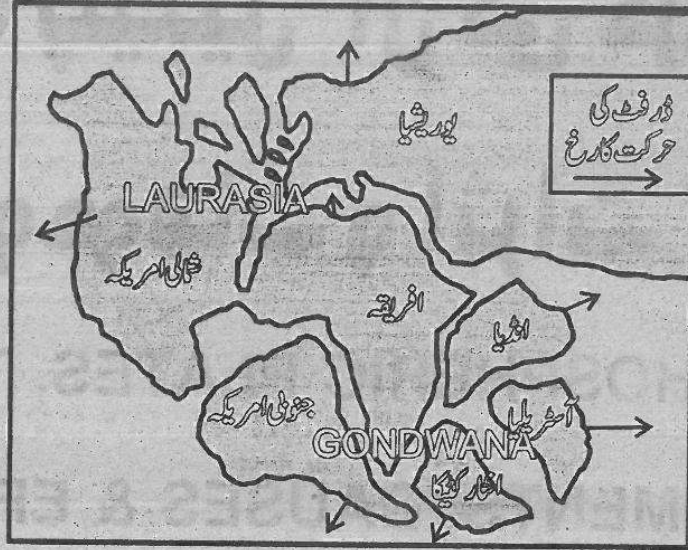 ڈرفٹ کی
حرکت کا رخ
یوریشیا
LAURASIA
شمالی امریکہ
افریقہ
انڈیا
جنوبی امریکہ
آسٹریلیا
GONDWANA
انٹارکٹیکا